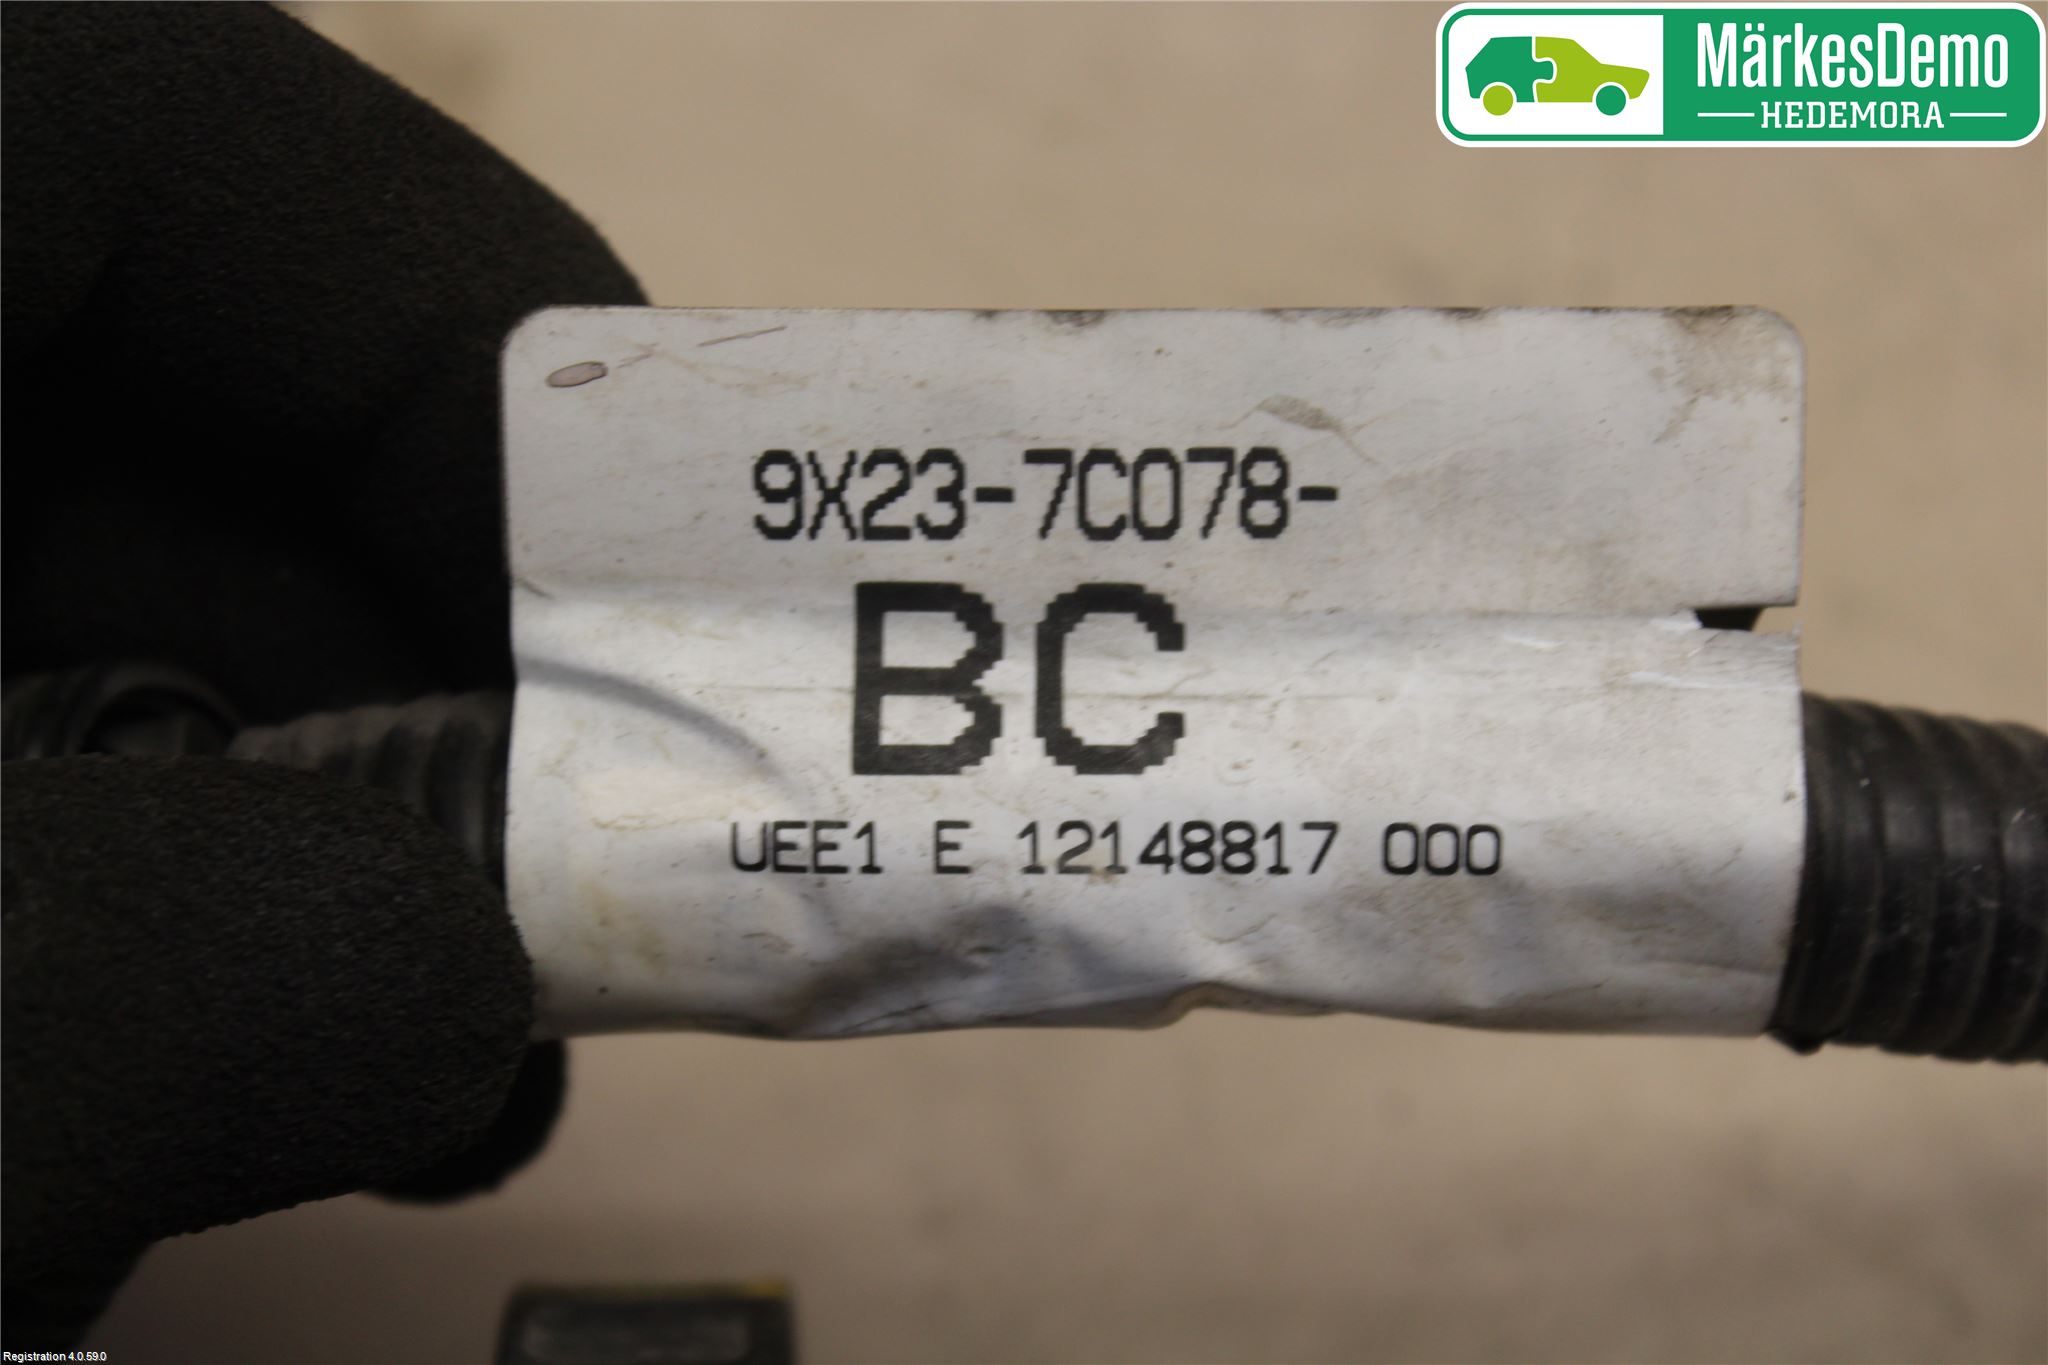 MärkesDemo
HEDEMORA
9X23-7C078-
BC
UEE1 E 12148817 000
Registration 4.0.59.0